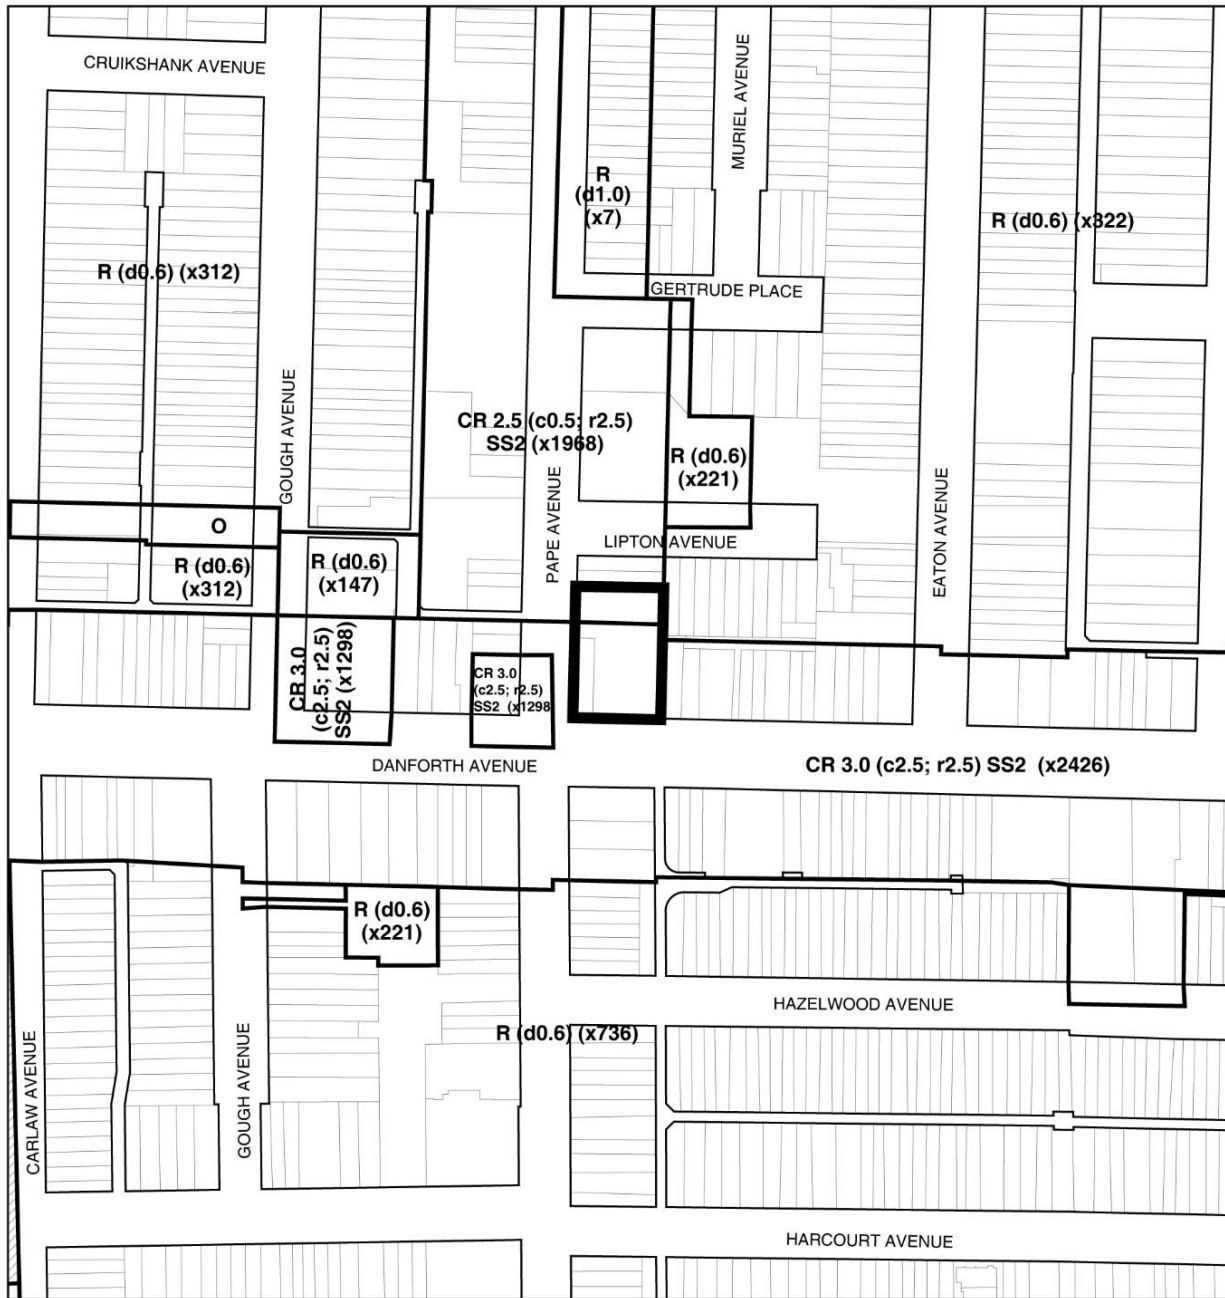 CRUIKSHANK AVENUE
MURIEL AVENUE
R
(d1.0)
(x7)
R (d0.6) (x322)
R (d0.6) (x312)
GERTRUDE PLACE
GOUGH AVENUE
CR 2.5 (c0.5; r2.5)
SS2 (x1968)
R (d0.6)
(x221)
PAPE AVENUE
EATON AVENUE
O
LIPTON AVENUE
R (d0.6)
(x312)
R (d0.6)
(x147)
CR 3.0
(c2.5; r2.5)
SS2 (x1298)
CR 3.0
(c2.5; r2.5)
SS2 (x1298
DANFORTH AVENUE
CR 3.0 (c2.5; r2.5) SS2 (x2426)
R (d0.6)
(x221)
HAZELWOOD AVENUE
R (d0.6) (x736)
CARLAW AVENUE
GOUGH AVENUE
HARCOURT AVENUE